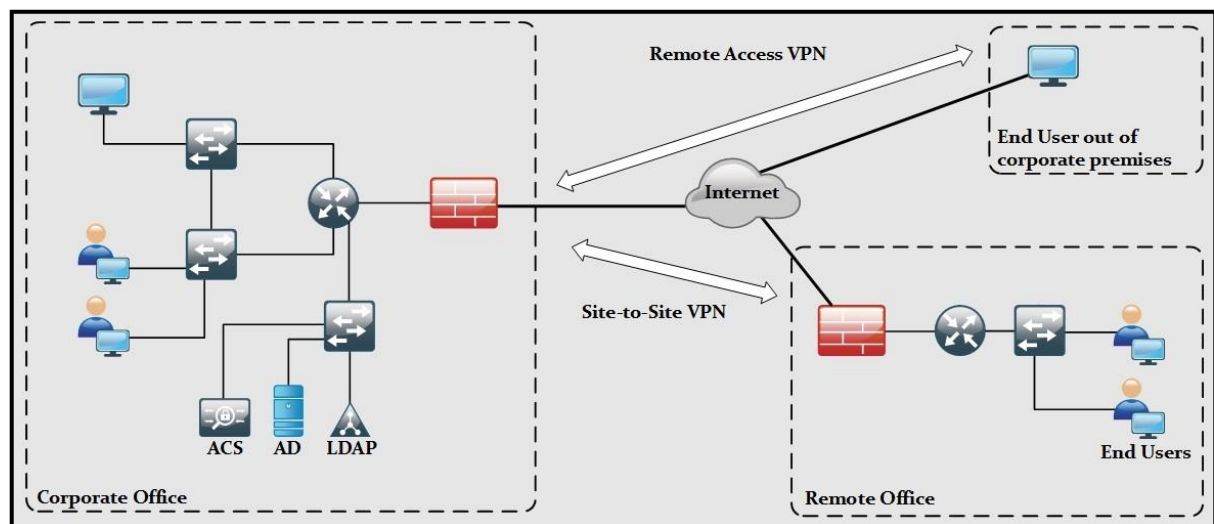 Remote Access VPN
End User out of
corporate premises
Internet
Site-to-Site VPN
ACS
AD
LDAP
End Users
Corporate Office
Remote Office